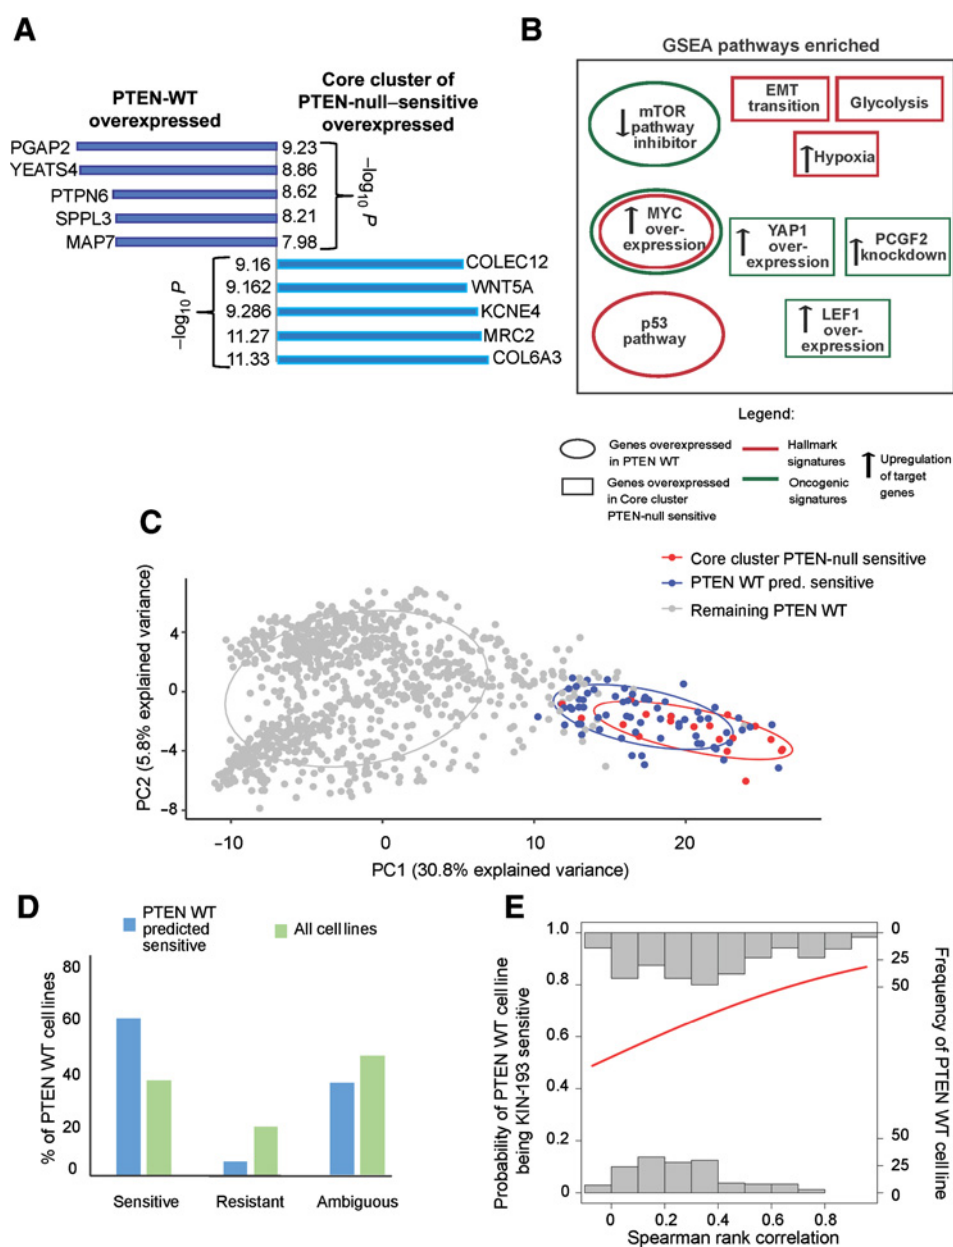 A
PTEN-WT
overexpressed
Core cluster of
PTEN-null–sensitive
overexpressed
PGAP2
9.23
YEATS4
8.86
PTPN6
8.62
SPPL3
8.21
MAP7
7.98
–log10 P
9.16
COLEC12
9.162
WNT5A
9.286
KCNE4
11.27
MRC2
11.33
COL6A3
–log10 P
B
GSEA pathways enriched
mTOR
pathway
inhibitor
EMT
transition
Glycolysis
Hypoxia
MYC
over-
expression
YAP1
over-
expression
PCGF2
knockdown
p53
pathway
LEF1
over-
expression
Legend:
Genes overexpressed
in PTEN WT
Hallmark
signatures
Upregulation
of target
genes
Genes overexpressed
in Core cluster
PTEN-null sensitive
Oncogenic
signatures
C
Core cluster PTEN-null sensitive
PTEN WT pred. sensitive
Remaining PTEN WT
PC2 (5.8% explained variance)
4
0
–4
–8
–10
0
10
20
PC1 (30.8% explained variance)
D
PTEN WT
predicted
sensitive
All cell lines
% of PTEN WT cell lines
80
60
40
20
0
Sensitive
Resistant
Ambiguous
E
Probability of PTEN WT cell line
being KIN-193 sensitive
1.0
0.8
0.6
0.4
0.2
0
0
25
50
50
25
0
Frequency of PTEN WT cell line
0
0.2
0.4
0.6
0.8
Spearman rank correlation